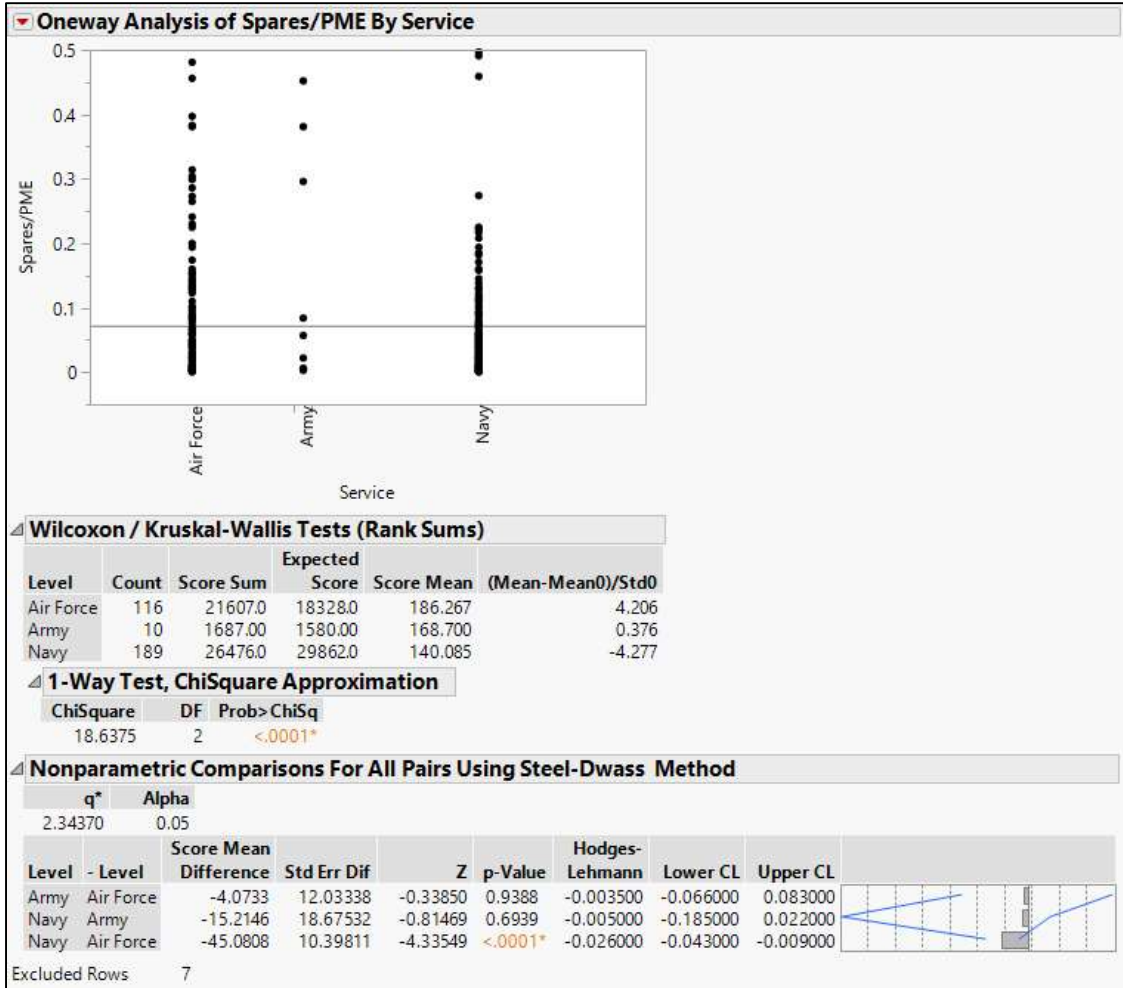 Oneway Analysis of Spares/PME By Service
0.5
0.4
0.3
0.2
0.1
0
Spares/PME
Air Force
Army
Navy
Service
Wilcoxon / Kruskal-Wallis Tests (Rank Sums)
Expected
Level Count Score Sum Score Score Mean (Mean-Mean0)/Std0
Air Force 116 21607.0 18328.0 186.267 4.206
Army 10 1687.00 1580.00 168.700 0.376
Navy 189 26476.0 29862.0 140.085 -4.277
1-Way Test, ChiSquare Approximation
ChiSquare DF Prob>ChiSq
18.6375 2 <.0001*
Nonparametric Comparisons For All Pairs Using Steel-Dwass Method
q* Alpha
2.34370 0.05
Score Mean Hodges-
Level - Level Difference Std Err Dif Z p-Value Lehmann Lower CL Upper CL
Army Air Force -4.0733 12.03338 -0.33850 0.9388 -0.003500 -0.066000 0.083000
Navy Army -15.2146 18.67532 -0.81469 0.6939 -0.005000 -0.185000 0.022000
Navy Air Force -45.0808 10.39811 -4.33549 <.0001* -0.026000 -0.043000 -0.009000
Excluded Rows 7